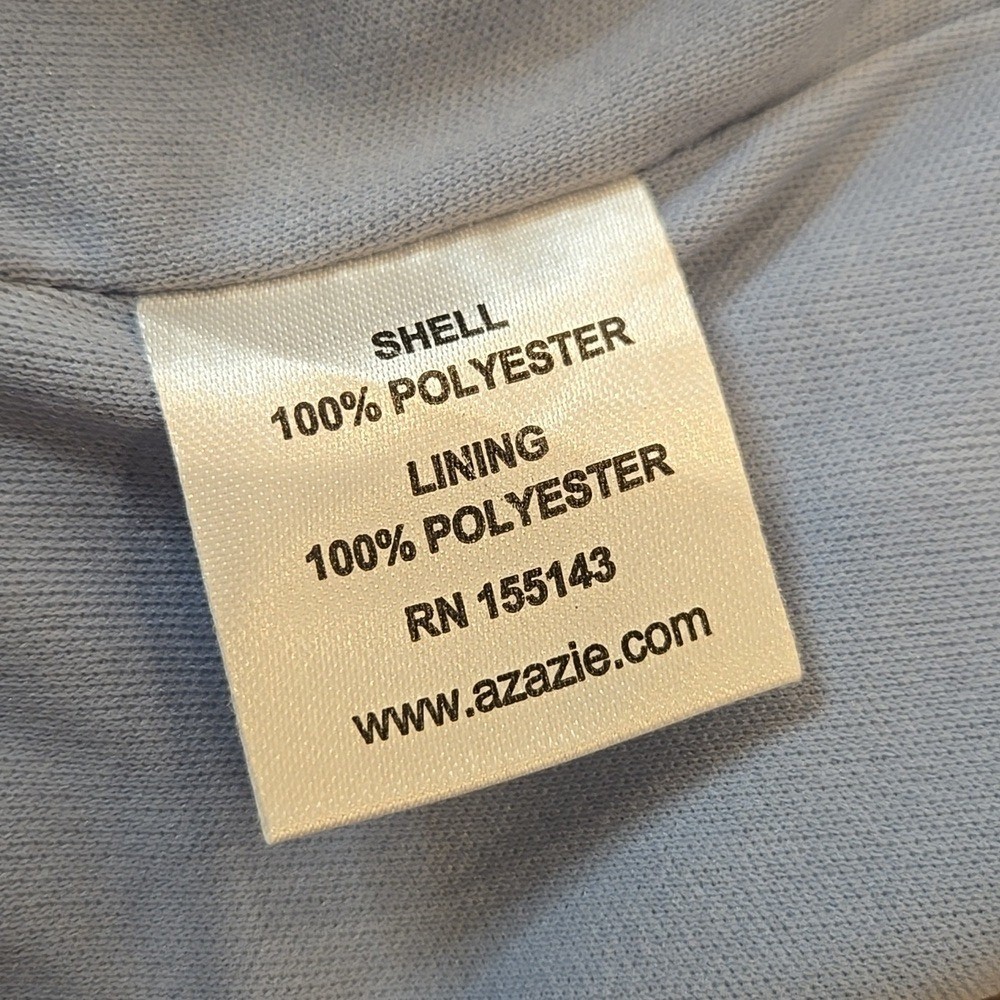 SHELL
100% POLYESTER
LINING
100% POLYESTER
RN 155143
www.azazie.com